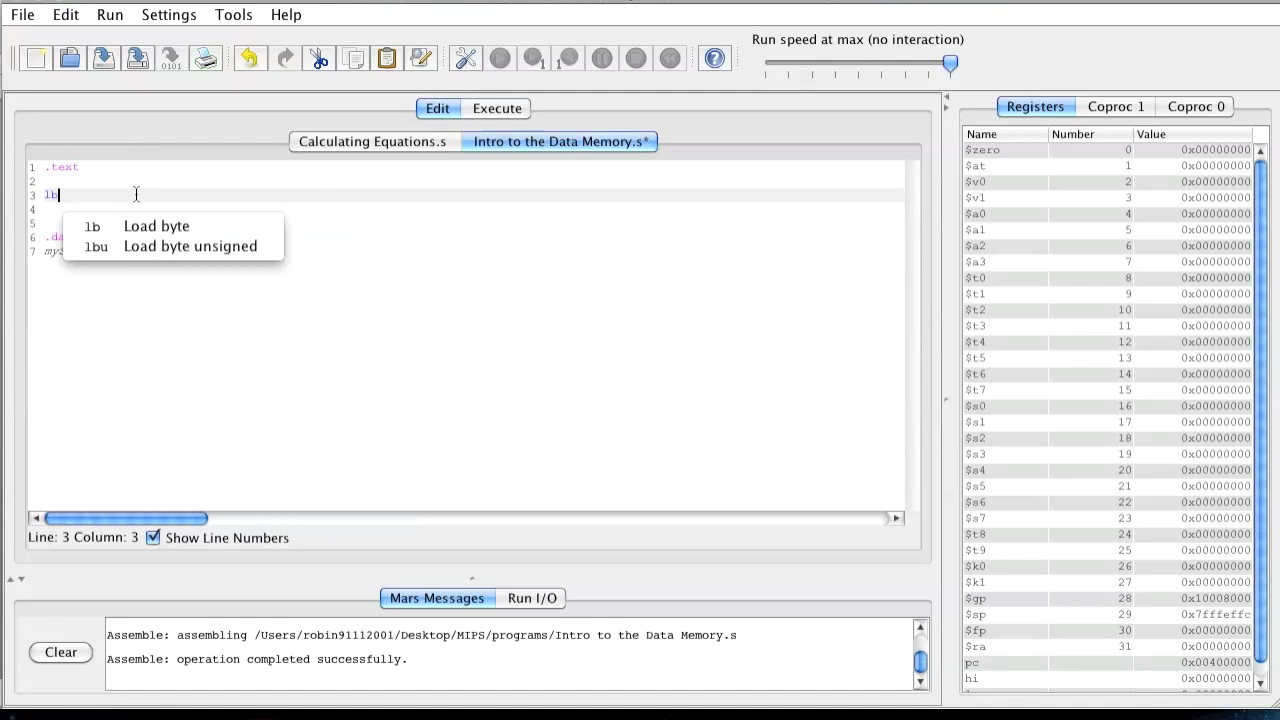 File Edit Run Settings Tools Help
Run speed at max (no interaction)
Edit Execute
Calculating Equations.s Intro to the Data Memory.s*
1 .text
2
3 lb
4
5
6 .da
7 my
lb Load byte
lbu Load byte unsigned
Line: 3 Column: 3 Show Line Numbers
Mars Messages Run I/O
Clear
Assemble: assembling /Users/robin91112001/Desktop/MIPS/programs/Intro to the Data Memory.s
Assemble: operation completed successfully.
Registers Coproc 1 Coproc 0
Name Number Value
$zero 0 0x00000000
$at 1 0x00000000
$v0 2 0x00000000
$v1 3 0x00000000
$a0 4 0x00000000
$a1 5 0x00000000
$a2 6 0x00000000
$a3 7 0x00000000
$t0 8 0x00000000
$t1 9 0x00000000
$t2 10 0x00000000
$t3 11 0x00000000
$t4 12 0x00000000
$t5 13 0x00000000
$t6 14 0x00000000
$t7 15 0x00000000
$s0 16 0x00000000
$s1 17 0x00000000
$s2 18 0x00000000
$s3 19 0x00000000
$s4 20 0x00000000
$s5 21 0x00000000
$s6 22 0x00000000
$s7 23 0x00000000
$t8 24 0x00000000
$t9 25 0x00000000
$k0 26 0x00000000
$k1 27 0x00000000
$gp 28 0x10008000
$sp 29 0x7fffeffc
$fp 30 0x00000000
$ra 31 0x00000000
pc 0x00400000
hi 0x00000000